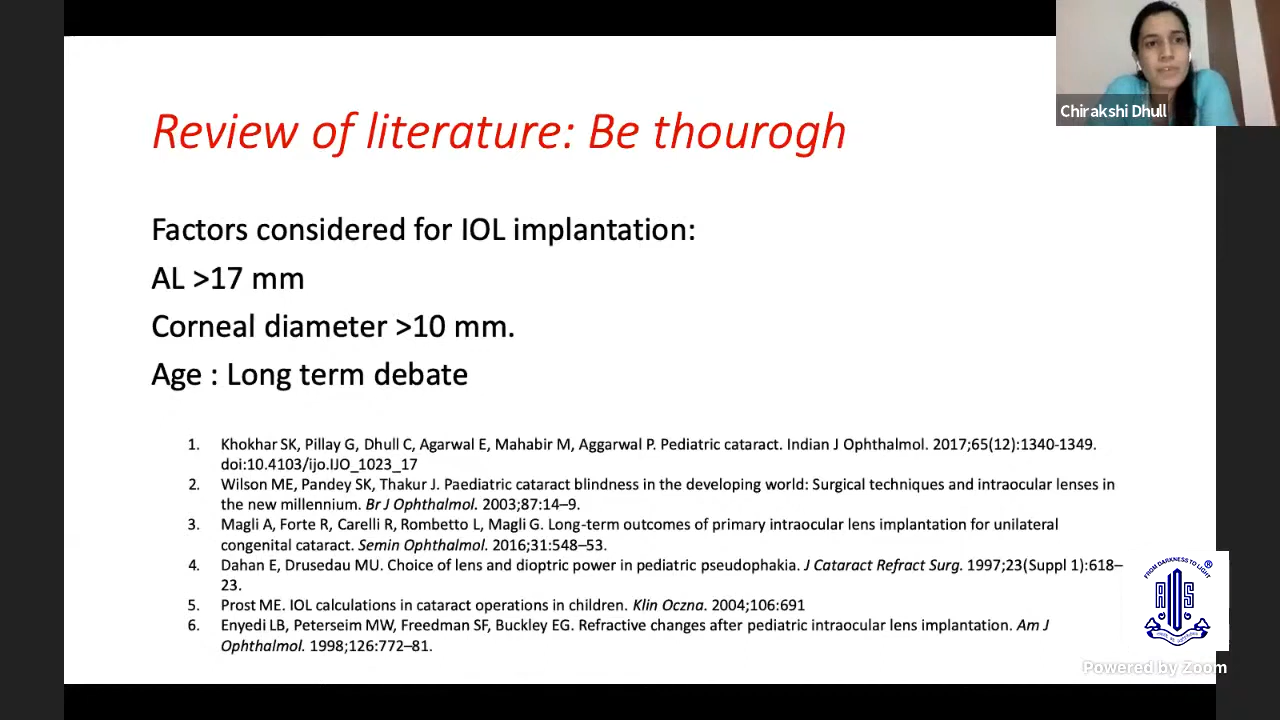 Chirakshi Dhull
Review of literature: Be thourogh
Factors considered for IOL implantation:
AL >17 mm
Corneal diameter >10 mm.
Age : Long term debate
1. Khokhar SK, Pillay G, Dhull C, Agarwal E, Mahabir M, Aggarwal P. Pediatric cataract. Indian J Ophthalmol. 2017;65(12):1340-1349.
doi:10.4103/ijo.IJO_1023_17
2. Wilson ME, Pandey SK, Thakur J. Paediatric cataract blindness in the developing world: Surgical techniques and intraocular lenses in
the new millennium. Br J Ophthalmol. 2003;87:14–9.
3. Magli A, Forte R, Carelli R, Rombetto L, Magli G. Long-term outcomes of primary intraocular lens implantation for unilateral
congenital cataract. Semin Ophthalmol. 2016;31:548–53.
4. Dahan E, Drusedau MU. Choice of lens and dioptric power in pediatric pseudophakia. J Cataract Refract Surg. 1997;23(Suppl 1):618–
23.
5. Prost ME. IOL calculations in cataract operations in children. Klin Oczna. 2004;106:691
6. Enyedi LB, Peterseim MW, Freedman SF, Buckley EG. Refractive changes after pediatric intraocular lens implantation. Am J
Ophthalmol. 1998;126:772–81.
FROM DARKNESS TO LIGHT ®
AIOS
Powered by Zoom